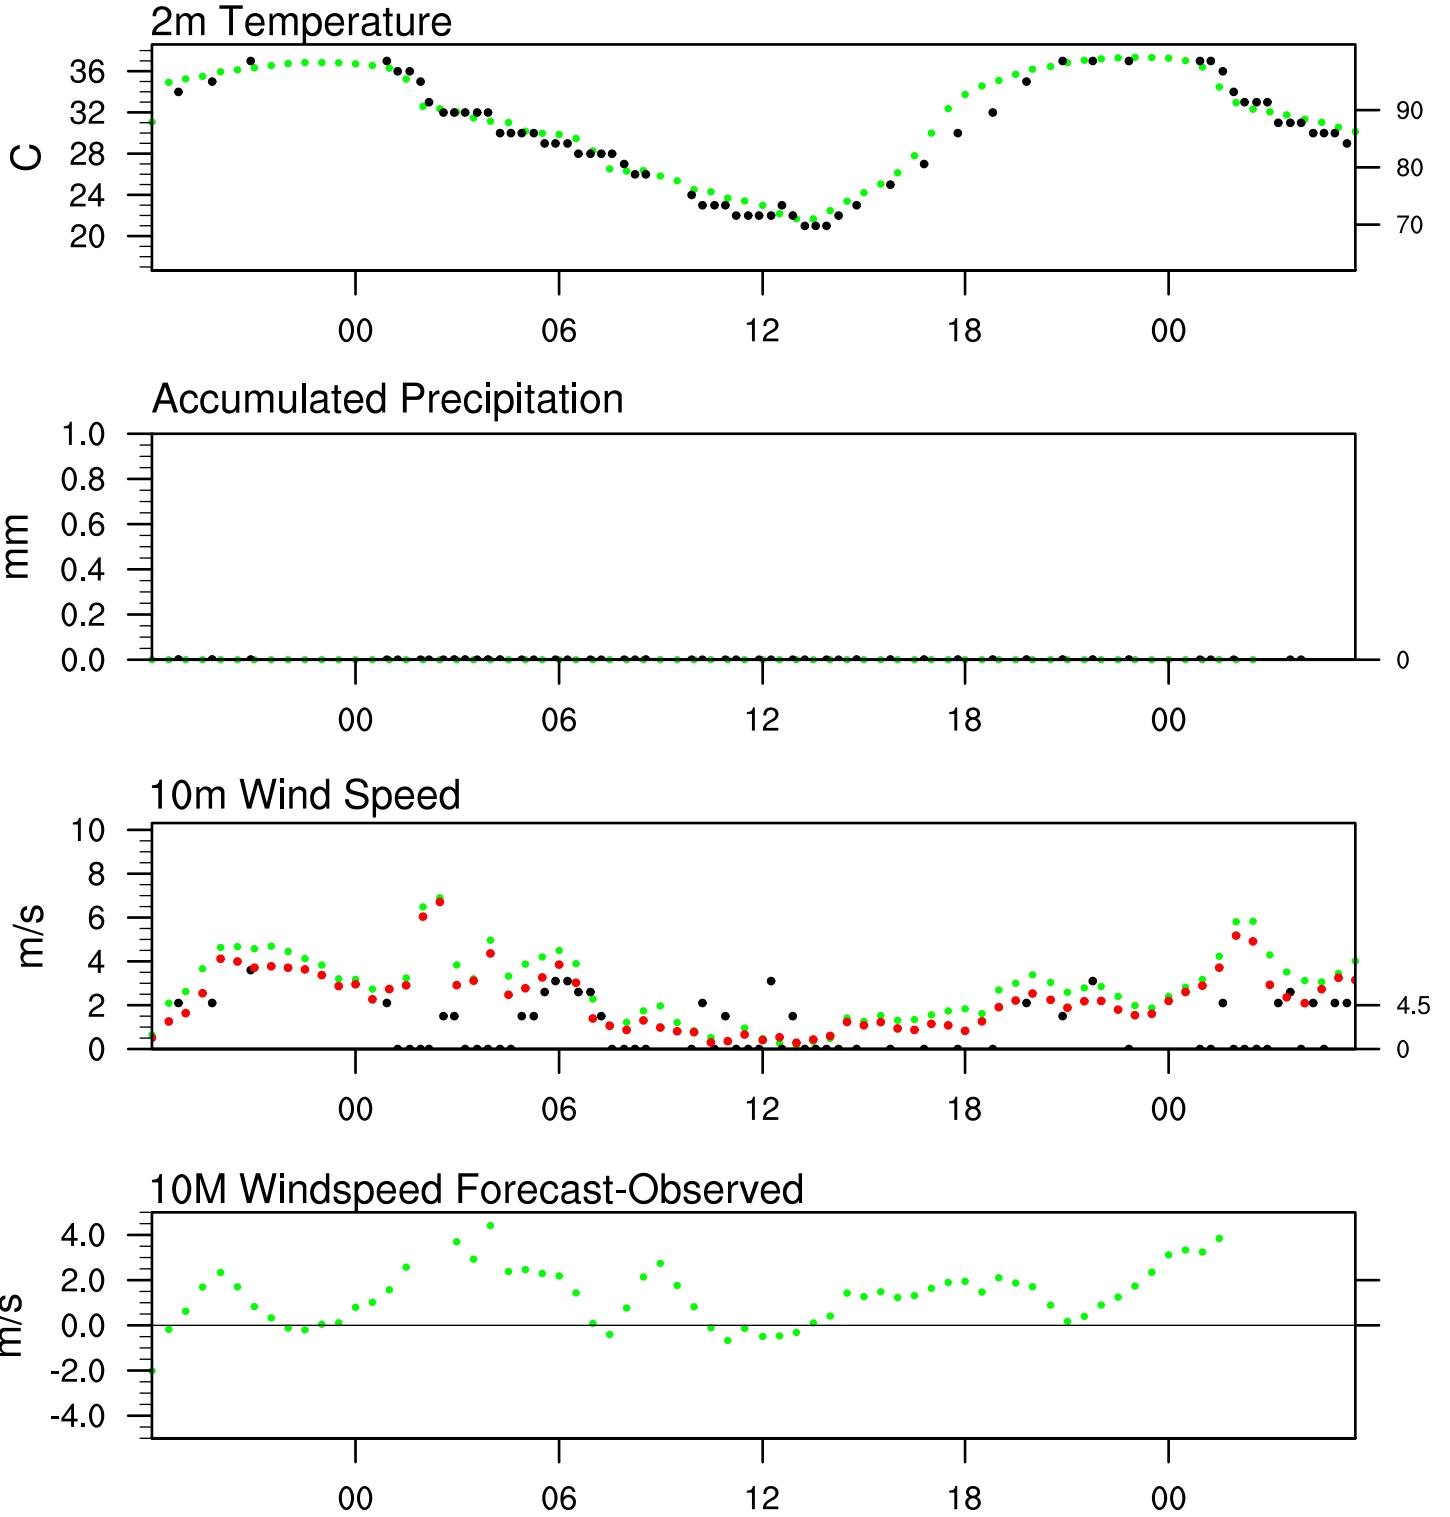 2m Temperature
C
36
32
28
24
20
90
80
70
00 06 12 18 00
Accumulated Precipitation
mm
1.0
0.8
0.6
0.4
0.2
0.0
0
00 06 12 18 00
10m Wind Speed
m/s
10
8
6
4
2
0
4.5
0
00 06 12 18 00
10M Windspeed Forecast-Observed
m/s
4.0
2.0
0.0
-2.0
-4.0
00 06 12 18 00